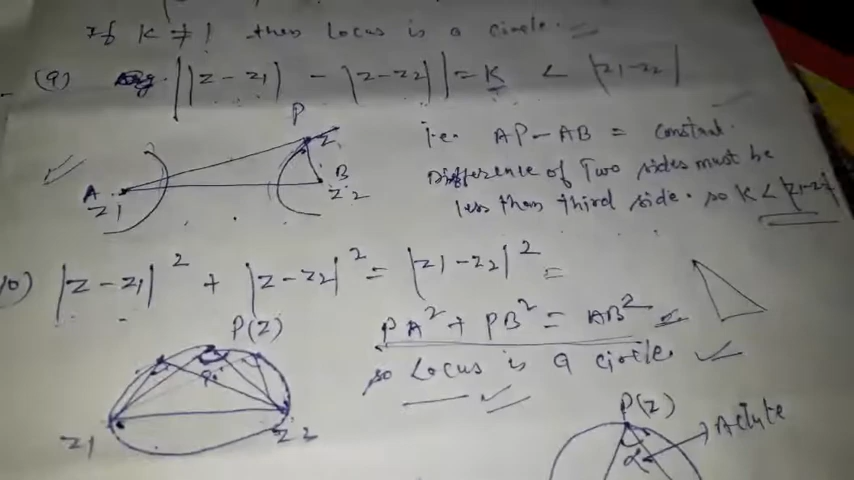 If K ≠ 1 then Locus is a circle.
(9) eg. ||z - z1| - |z - z2|| = K < |z1 - z2|
P
z
A
z1
B
z2
i.e. AP - AB = constant.
Difference of Two sides must be
less than third side. so K < |z1 - z2|
10) |z - z1|² + |z - z2|² = |z1 - z2|²
PA² + PB² = AB²
so Locus is a circle.
P(z)
90°
z1
z2
P(z)
Acute
α